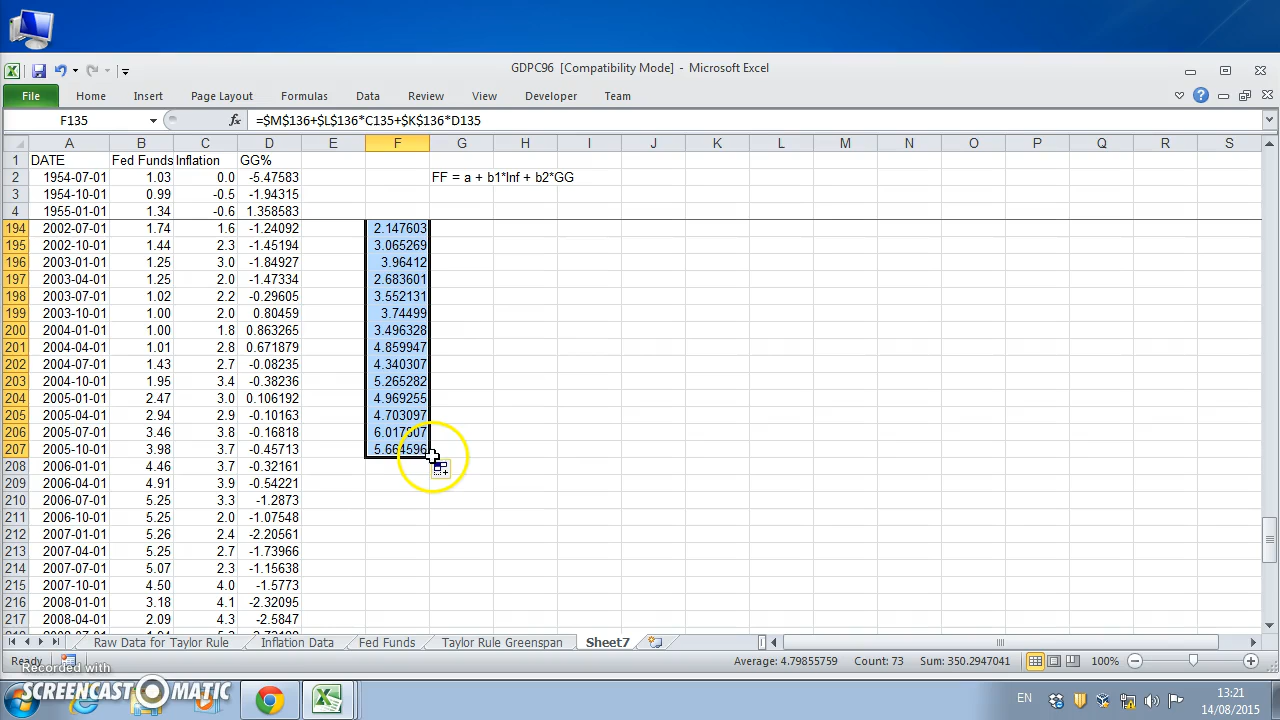 GDPC96 [Compatibility Mode] - Microsoft Excel
File Home Insert Page Layout Formulas Data Review View Developer Team
F135 fx =$M$136+$L$136*C135+$K$136*D135
A B C D E F G H I J K L M N O P Q R S
1 DATE Fed Funds Inflation GG%
2 1954-07-01 1.03 0.0 -5.47583 FF = a + b1*Inf + b2*GG
3 1954-10-01 0.99 -0.5 -1.94315
4 1955-01-01 1.34 -0.6 1.358583
194 2002-07-01 1.74 1.6 -1.24092 2.147603
195 2002-10-01 1.44 2.3 -1.45194 3.065269
196 2003-01-01 1.25 3.0 -1.84927 3.96412
197 2003-04-01 1.25 2.0 -1.47334 2.683601
198 2003-07-01 1.02 2.2 -0.29605 3.552131
199 2003-10-01 1.00 2.0 0.80459 3.74499
200 2004-01-01 1.00 1.8 0.863265 3.496328
201 2004-04-01 1.01 2.8 0.671879 4.859947
202 2004-07-01 1.43 2.7 -0.08235 4.340307
203 2004-10-01 1.95 3.4 -0.38236 5.265282
204 2005-01-01 2.47 3.0 0.106192 4.969255
205 2005-04-01 2.94 2.9 -0.10163 4.703097
206 2005-07-01 3.46 3.8 -0.16818
207 2005-10-01 3.98 3.7 -0.45713 5.664596
208 2006-01-01 4.46 3.7 -0.32161
209 2006-04-01 4.91 3.9 -0.54221
210 2006-07-01 5.25 3.3 -1.2873
211 2006-10-01 5.25 2.0 -1.07548
212 2007-01-01 5.26 2.4 -2.20561
213 2007-04-01 5.25 2.7 -1.73966
214 2007-07-01 5.07 2.3 -1.15638
215 2007-10-01 4.50 4.0 -1.5773
216 2008-01-01 3.18 4.1 -2.32095
217 2008-04-01 2.09 4.3 -2.5847
Raw Data for Taylor Rule Inflation Data Fed Funds Taylor Rule Greenspan Sheet7
Ready Average: 4.79855759 Count: 73 Sum: 350.2947041 100%
Recorded with
SCREENCAST-O-MATIC
EN 13:21
14/08/2015